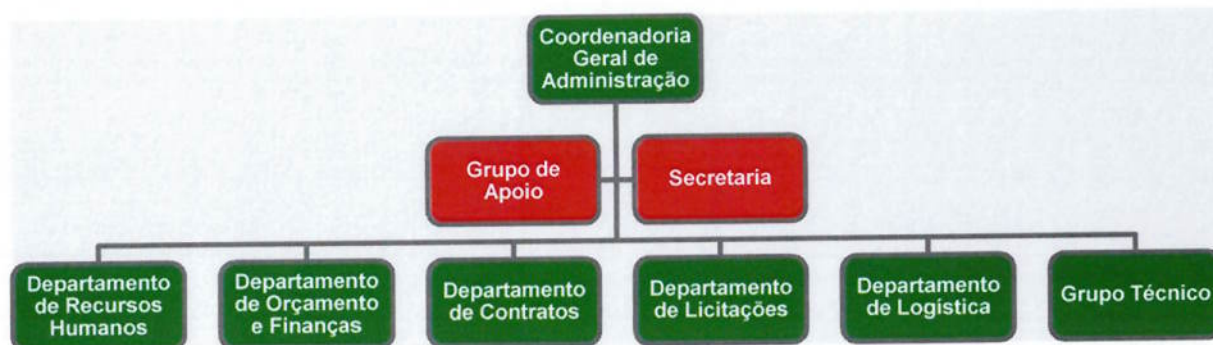 Coordenadoria
Geral de
Administração
Grupo de
Apoio
Secretaria
Departamento
de Recursos
Humanos
Departamento
de Orçamento
e Finanças
Departamento
de Contratos
Departamento
de Licitações
Departamento
de Logística
Grupo Técnico